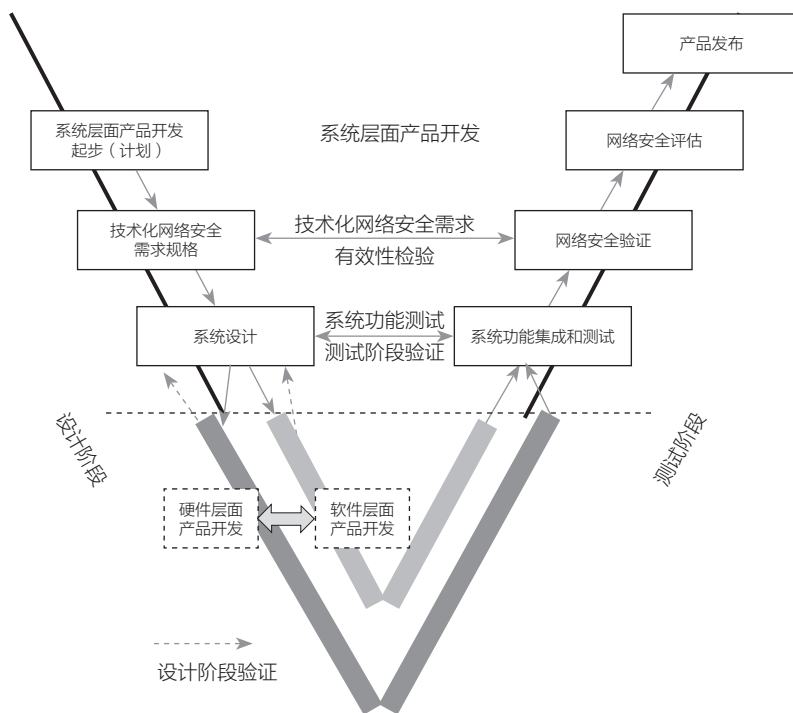 产品发布
系统层面产品开发
起步（计划）
系统层面产品开发
网络安全评估
技术化网络安全
需求规格
技术化网络安全需求
有效性检验
网络安全验证
系统设计
系统功能测试
测试阶段验证
系统功能集成和测试
设计阶段
测试阶段
硬件层面
产品开发
软件层面
产品开发
设计阶段验证